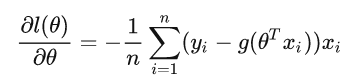 ∂l(θ)/∂θ = −(1/n) ∑_{i=1}^{n} (y_i − g(θ^T x_i))x_i